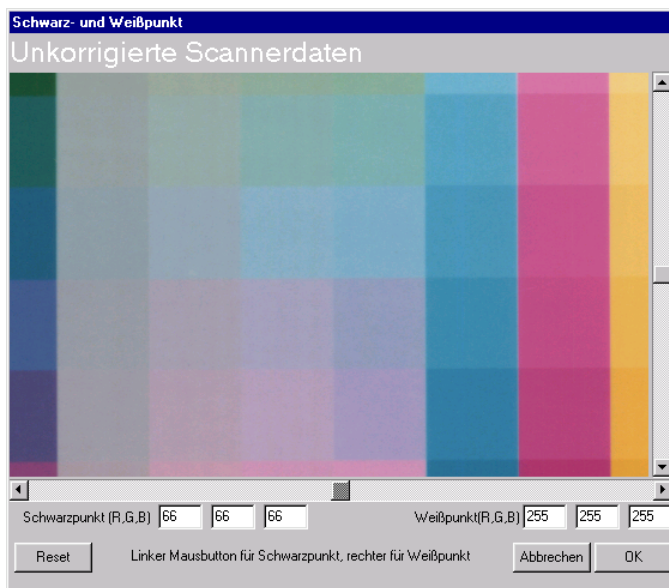 Schwarz- und Weißpunkt
Unkorrigierte Scannerdaten
Schwarzpunkt (R,G,B) 66 66 66 Weißpunkt(R,G,B) 255 255 255
Reset Linker Mausbutton für Schwarzpunkt, rechter für Weißpunkt Abbrechen OK